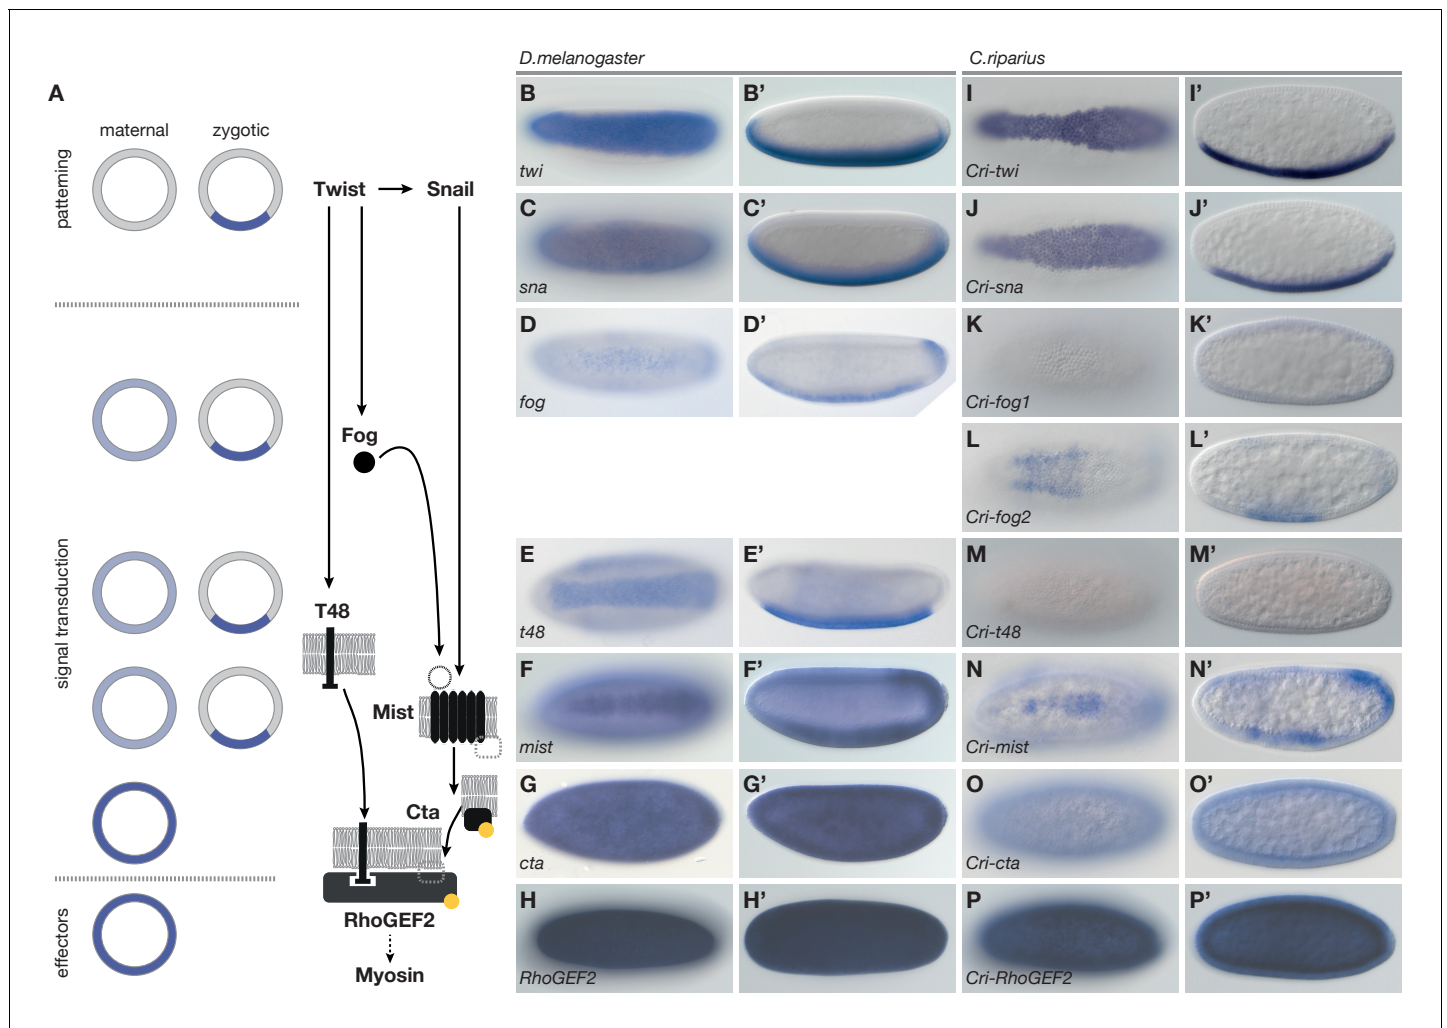 D.melanogaster
C.riparius
A
maternal
zygotic
patterning
signal transduction
effectors
Twist
Snail
Fog
T48
Mist
Cta
RhoGEF2
Myosin
B
twi
B’
I
Cri-twi
I’
C
sna
C’
J
Cri-sna
J’
D
fog
D’
K
Cri-fog1
K’
L
Cri-fog2
L’
E
t48
E’
M
Cri-t48
M’
F
mist
F’
N
Cri-mist
N’
G
cta
G’
O
Cri-cta
O’
H
RhoGEF2
H’
P
Cri-RhoGEF2
P’